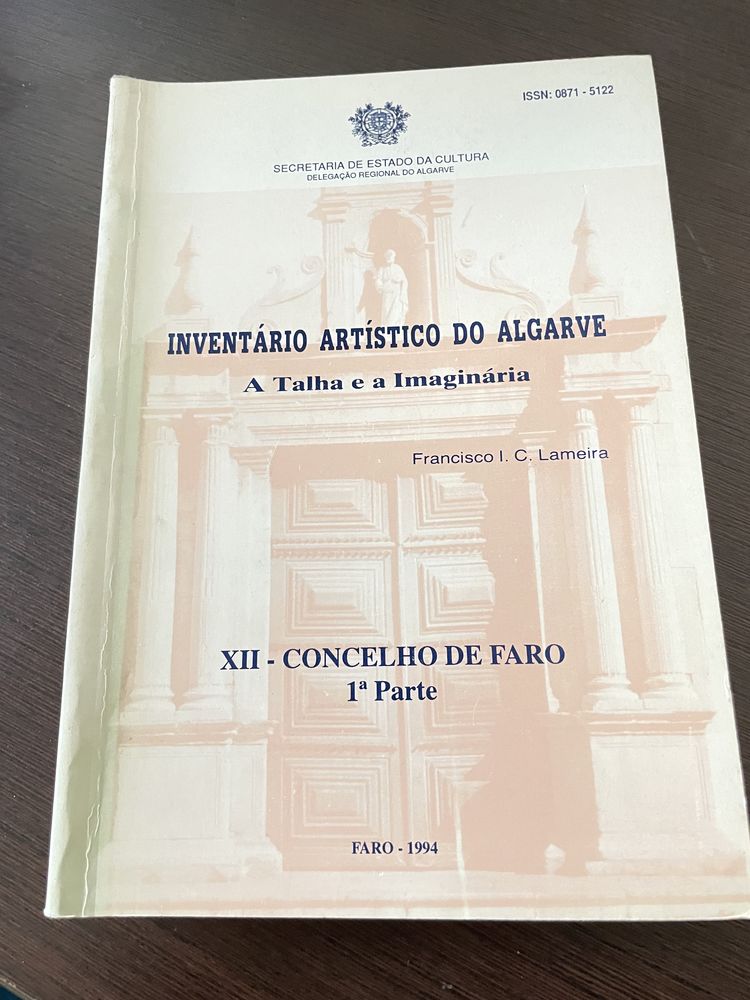 ISSN: 0871 - 5122
SECRETARIA DE ESTADO DA CULTURA
DELEGAÇÃO REGIONAL DO ALGARVE
INVENTÁRIO ARTÍSTICO DO ALGARVE
A Talha e a Imaginária
Francisco I. C. Lameira
XII - CONCELHO DE FARO
1ª Parte
FARO - 1994